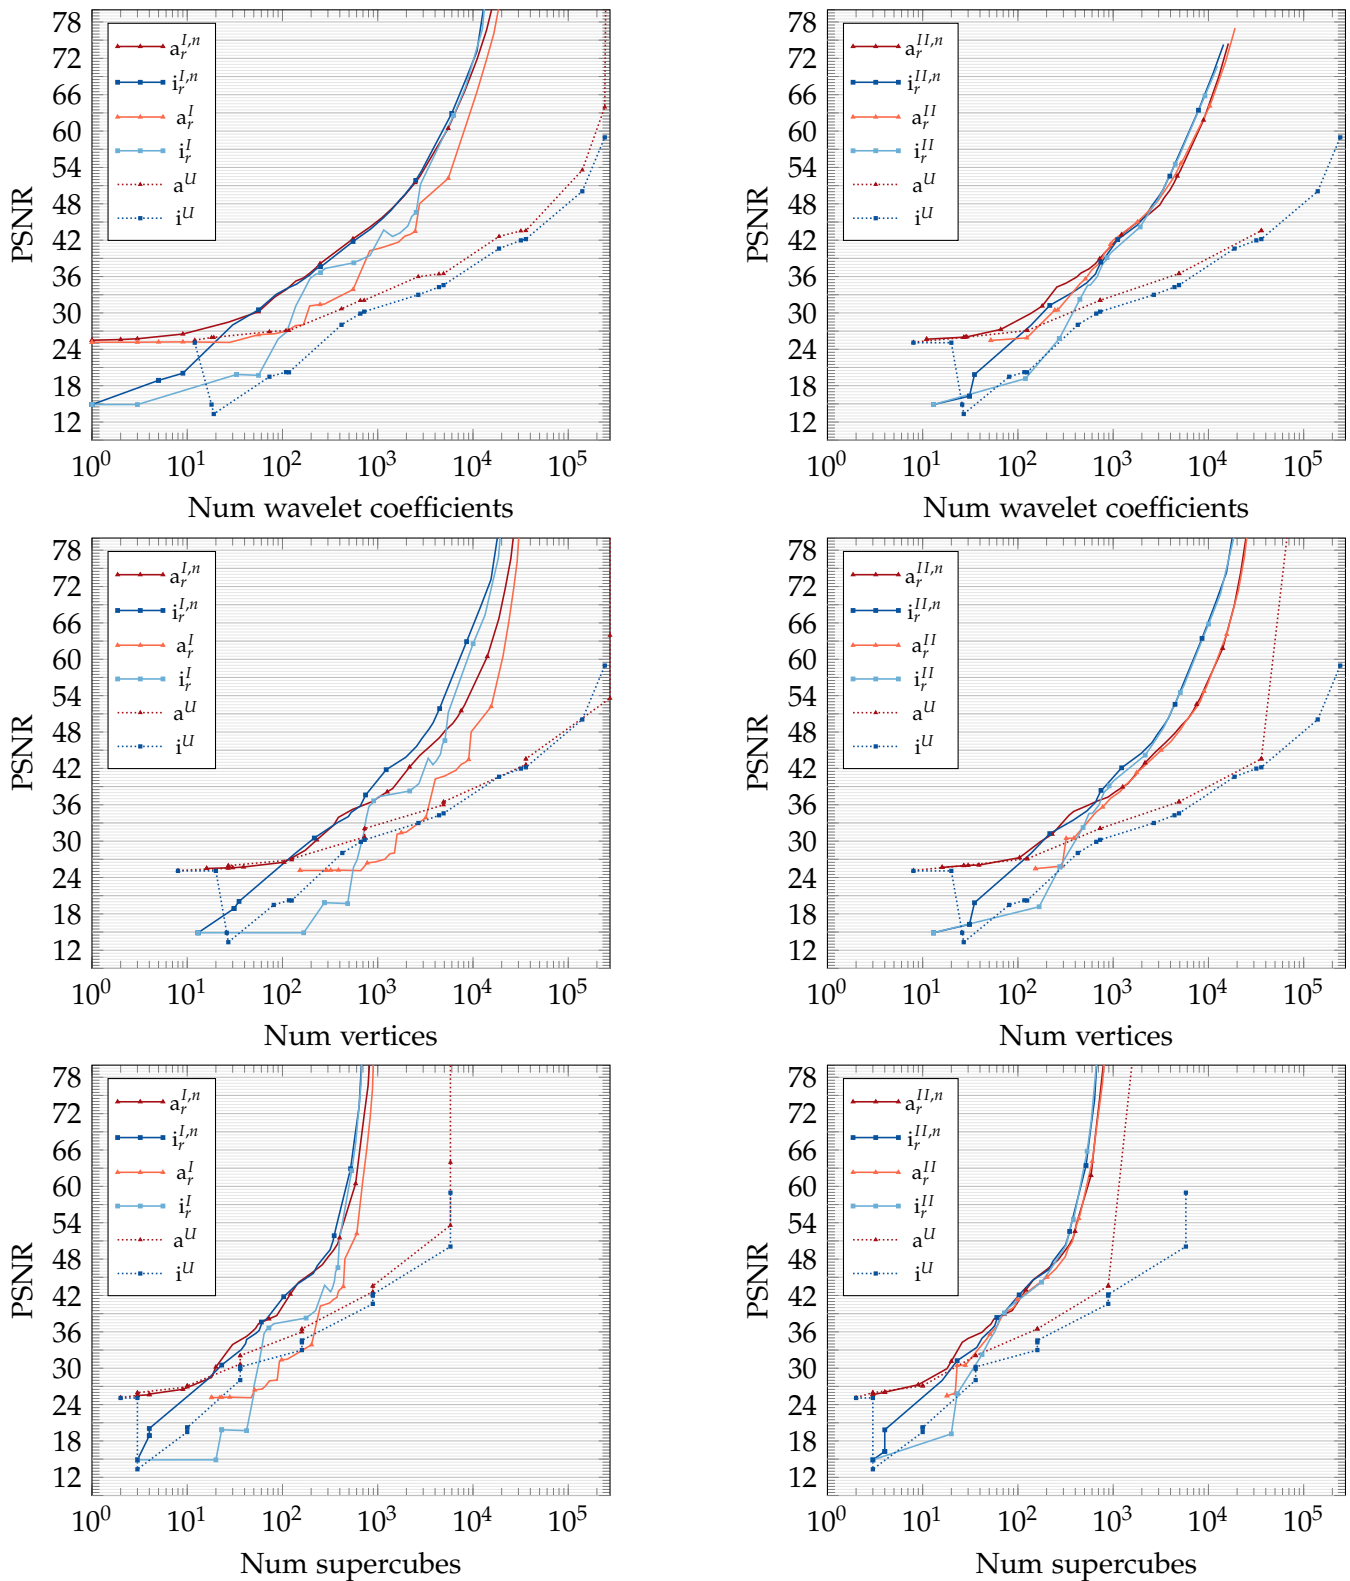 78
72
66
60
54
48
42
36
30
24
18
12
PSNR
a_r^{I,n}
i_r^{I,n}
a_r^I
i_r^I
a^U
i^U
10^0 10^1 10^2 10^3 10^4 10^5
Num wavelet coefficients
78
72
66
60
54
48
42
36
30
24
18
12
PSNR
a_r^{II,n}
i_r^{II,n}
a_r^{II}
i_r^{II}
a^U
i^U
10^0 10^1 10^2 10^3 10^4 10^5
Num wavelet coefficients
78
72
66
60
54
48
42
36
30
24
18
12
PSNR
a_r^{I,n}
i_r^{I,n}
a_r^I
i_r^I
a^U
i^U
10^0 10^1 10^2 10^3 10^4 10^5
Num vertices
78
72
66
60
54
48
42
36
30
24
18
12
PSNR
a_r^{II,n}
i_r^{II,n}
a_r^{II}
i_r^{II}
a^U
i^U
10^0 10^1 10^2 10^3 10^4 10^5
Num vertices
78
72
66
60
54
48
42
36
30
24
18
12
PSNR
a_r^{I,n}
i_r^{I,n}
a_r^I
i_r^I
a^U
i^U
10^0 10^1 10^2 10^3 10^4 10^5
Num supercubes
78
72
66
60
54
48
42
36
30
24
18
12
PSNR
a_r^{II,n}
i_r^{II,n}
a_r^{II}
i_r^{II}
a^U
i^U
10^0 10^1 10^2 10^3 10^4 10^5
Num supercubes